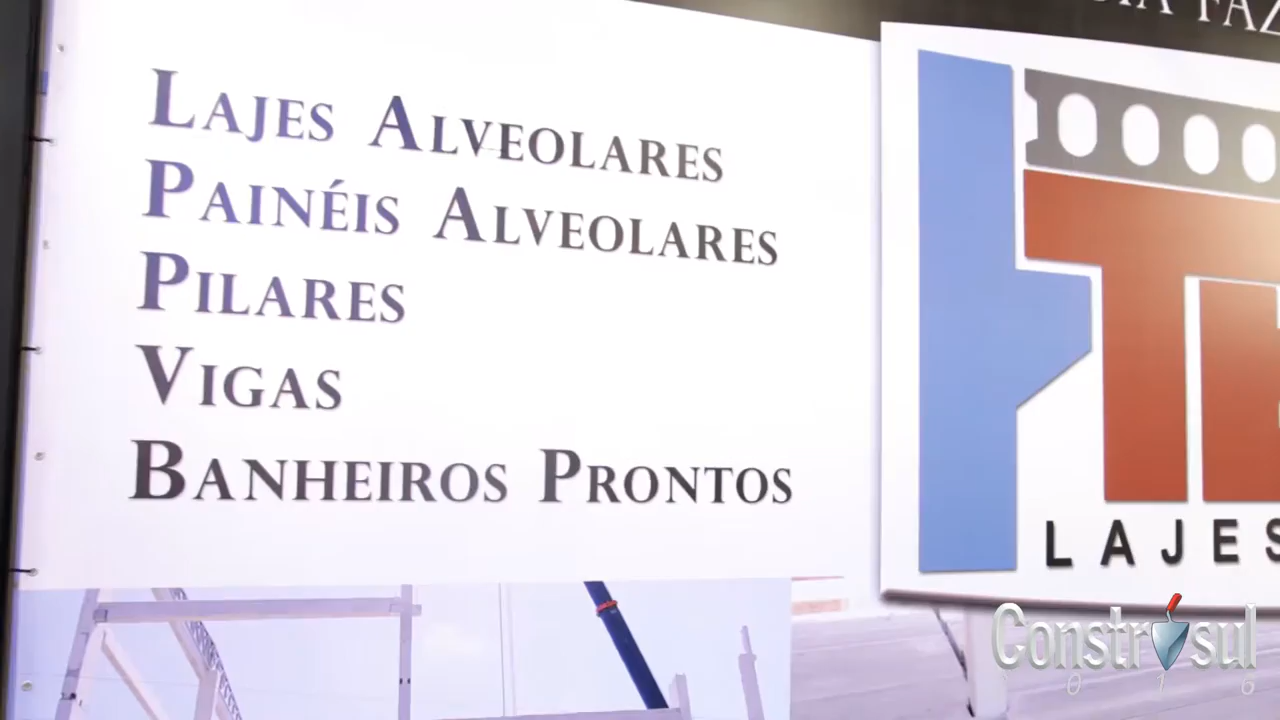 Lajes Alveolares
Painéis Alveolares
Pilares
Vigas
Banheiros Prontos
LAJES
Construsul